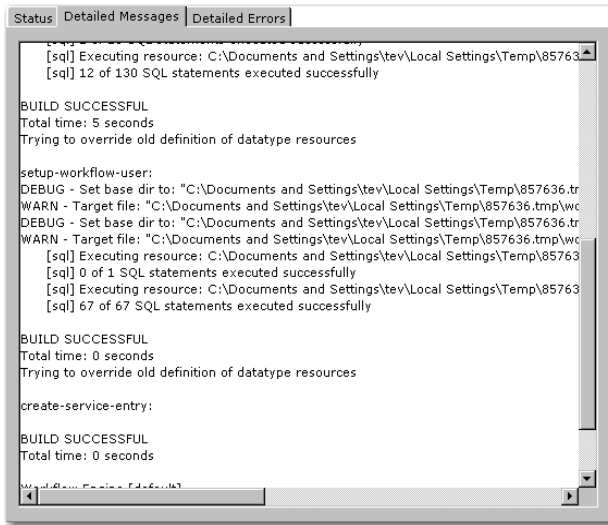 Status Detailed Messages Detailed Errors
[sql] Executing resource: C:\Documents and Settings\tev\Local Settings\Temp\85763
[sql] 12 of 130 SQL statements executed successfully
BUILD SUCCESSFUL
Total time: 5 seconds
Trying to override old definition of datatype resources
setup-workflow-user:
DEBUG - Set base dir to: "C:\Documents and Settings\tev\Local Settings\Temp\857636.tr
WARN - Target file: "C:\Documents and Settings\tev\Local Settings\Temp\857636.tmp\wo
DEBUG - Set base dir to: "C:\Documents and Settings\tev\Local Settings\Temp\857636.tr
WARN - Target file: "C:\Documents and Settings\tev\Local Settings\Temp\857636.tmp\wo
[sql] Executing resource: C:\Documents and Settings\tev\Local Settings\Temp\85763
[sql] 0 of 1 SQL statements executed successfully
[sql] Executing resource: C:\Documents and Settings\tev\Local Settings\Temp\85763
[sql] 67 of 67 SQL statements executed successfully
BUILD SUCCESSFUL
Total time: 0 seconds
Trying to override old definition of datatype resources
create-service-entry:
BUILD SUCCESSFUL
Total time: 0 seconds
Workflow Engine [default]